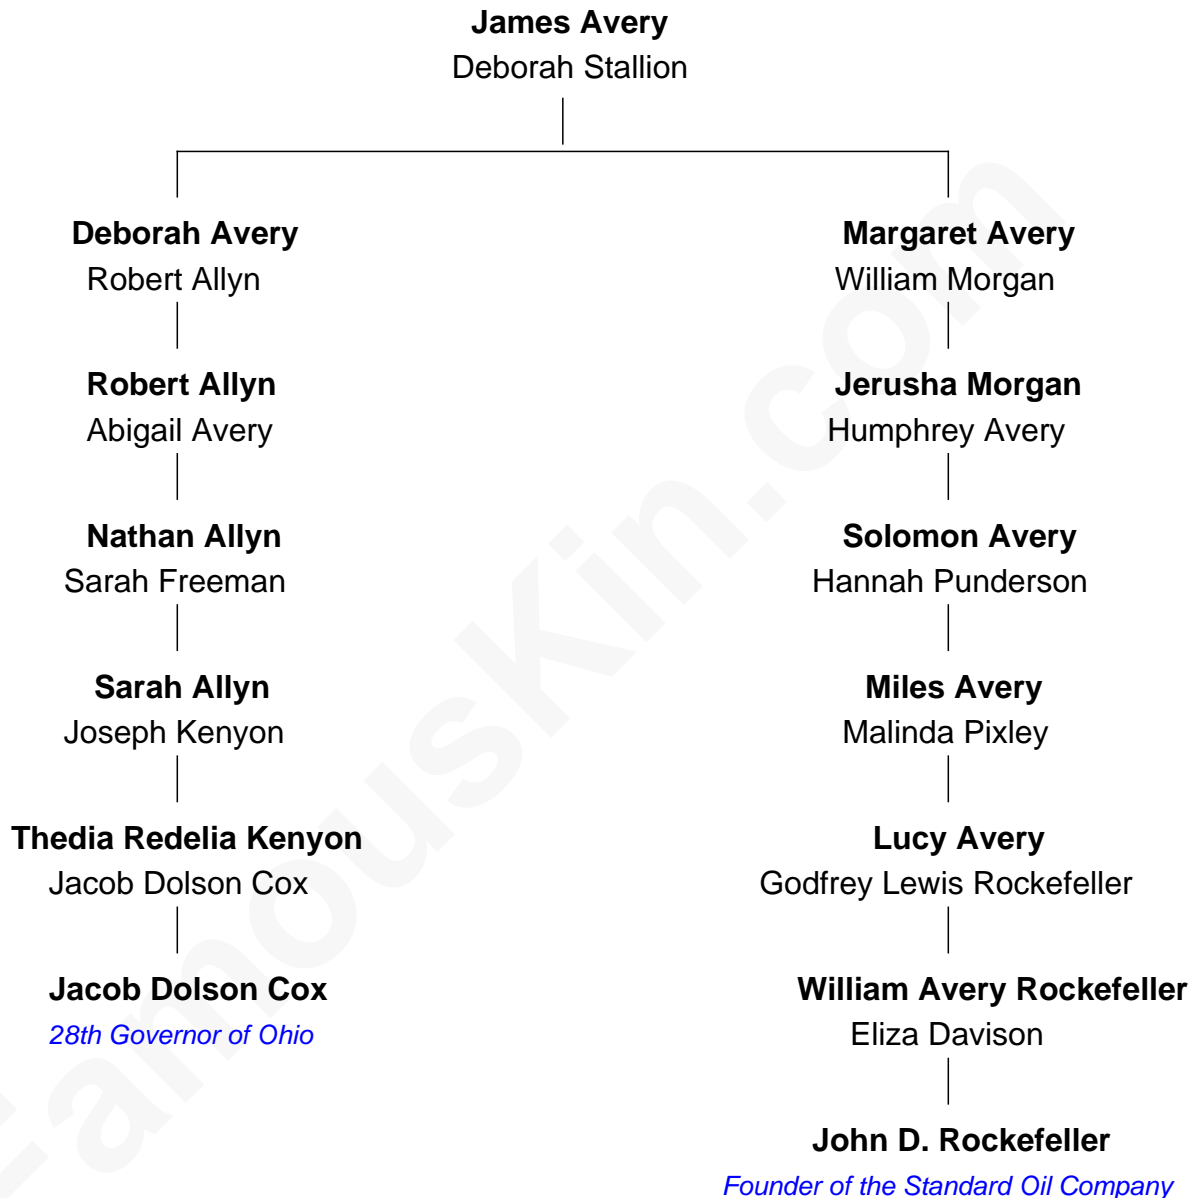 James Avery
Deborah Stallion
Deborah Avery
Robert Allyn
Margaret Avery
William Morgan
Robert Allyn
Abigail Avery
Jerusha Morgan
Humphrey Avery
Nathan Allyn
Sarah Freeman
Solomon Avery
Hannah Punderson
Sarah Allyn
Joseph Kenyon
Miles Avery
Malinda Pixley
Thedia Redelia Kenyon
Jacob Dolson Cox
Lucy Avery
Godfrey Lewis Rockefeller
Jacob Dolson Cox
28th Governor of Ohio
William Avery Rockefeller
Eliza Davison
John D. Rockefeller
Founder of the Standard Oil Company
FamousKin.com